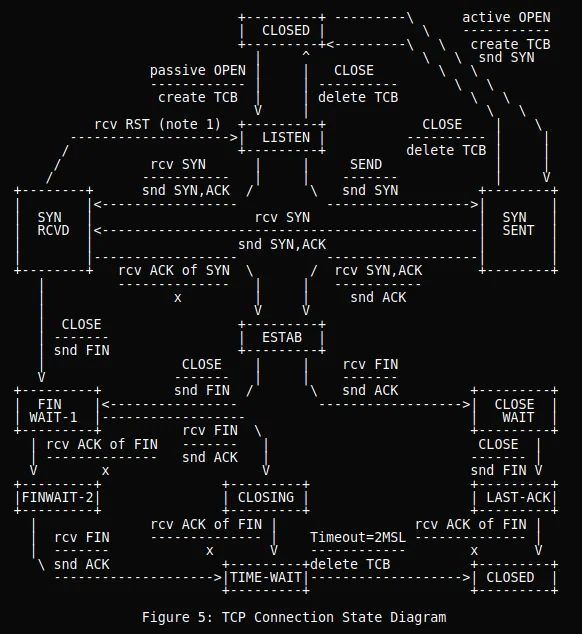 active OPEN
CLOSED
create TCB
snd SYN
passive OPEN CLOSE
create TCB delete TCB
rcv RST (note 1) CLOSE
LISTEN
delete TCB
rcv SYN SEND
snd SYN,ACK snd SYN
SYN rcv SYN SYN
RCVD SENT
snd SYN,ACK
rcv ACK of SYN rcv SYN,ACK
x snd ACK
CLOSE
ESTAB
snd FIN
CLOSE rcv FIN
snd FIN snd ACK
FIN CLOSE
WAIT-1 WAIT
rcv FIN
rcv ACK of FIN CLOSE
snd ACK
x snd FIN
FINWAIT-2 CLOSING LAST-ACK
rcv ACK of FIN rcv ACK of FIN
rcv FIN Timeout=2MSL
x x
snd ACK delete TCB
TIME-WAIT CLOSED
Figure 5: TCP Connection State Diagram